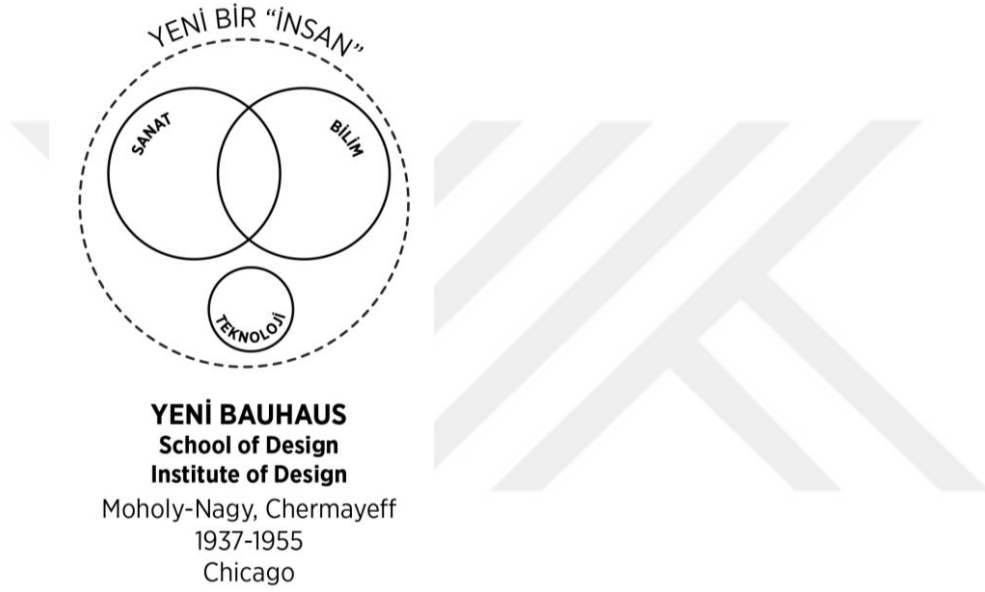 YENİ BİR “İNSAN”
SANAT
BİLİM
TEKNOLOJİ
YENİ BAUHAUS
School of Design
Institute of Design
Moholy-Nagy, Chermayeff
1937-1955
Chicago